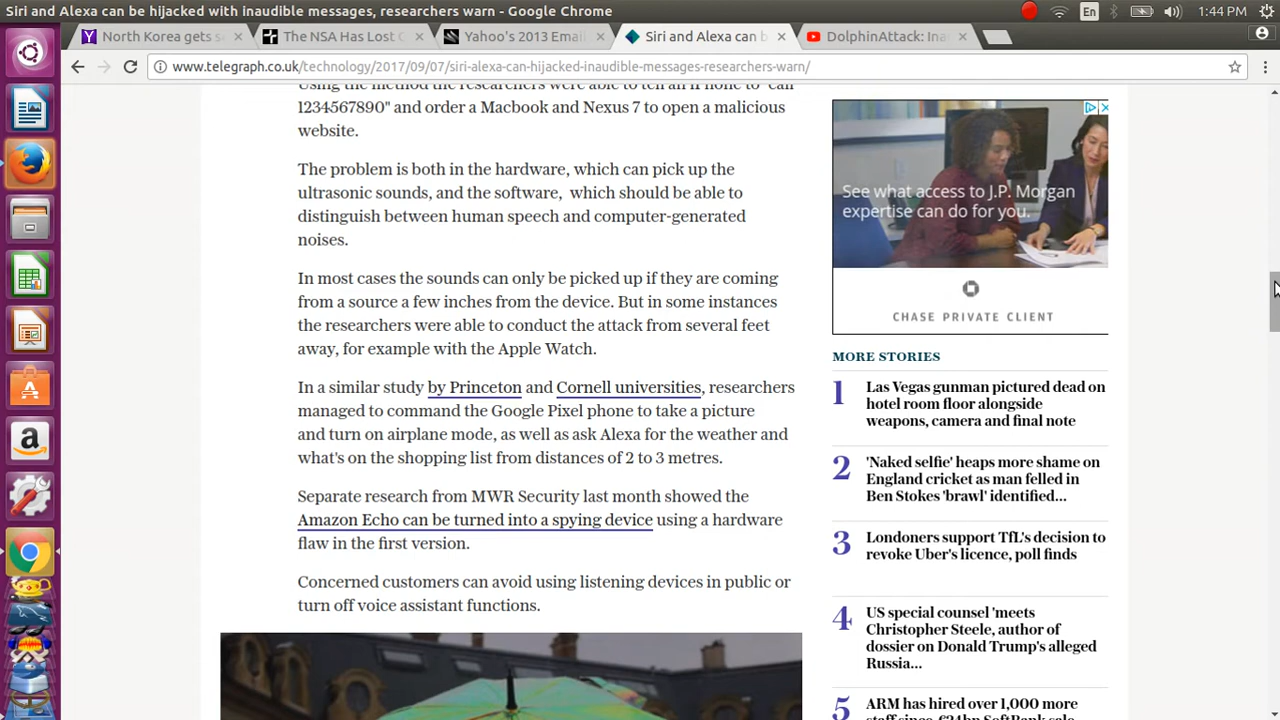 Siri and Alexa can be hijacked with inaudible messages, researchers warn - Google Chrome
En
1:44 PM
North Korea gets s
The NSA Has Lost C
Yahoo's 2013 Email
Siri and Alexa can b
DolphinAttack: Ina
www.telegraph.co.uk/technology/2017/09/07/siri-alexa-can-hijacked-inaudible-messages-researchers-warn/
Using the method the researchers were able to tell an iPhone to "call
1234567890" and order a Macbook and Nexus 7 to open a malicious
website.
The problem is both in the hardware, which can pick up the
ultrasonic sounds, and the software, which should be able to
distinguish between human speech and computer-generated
noises.
In most cases the sounds can only be picked up if they are coming
from a source a few inches from the device. But in some instances
the researchers were able to conduct the attack from several feet
away, for example with the Apple Watch.
In a similar study by Princeton and Cornell universities, researchers
managed to command the Google Pixel phone to take a picture
and turn on airplane mode, as well as ask Alexa for the weather and
what's on the shopping list from distances of 2 to 3 metres.
Separate research from MWR Security last month showed the
Amazon Echo can be turned into a spying device using a hardware
flaw in the first version.
Concerned customers can avoid using listening devices in public or
turn off voice assistant functions.
See what access to J.P. Morgan
expertise can do for you.
CHASE PRIVATE CLIENT
MORE STORIES
1 Las Vegas gunman pictured dead on
hotel room floor alongside
weapons, camera and final note
2 'Naked selfie' heaps more shame on
England cricket as man felled in
Ben Stokes 'brawl' identified...
3 Londoners support TfL's decision to
revoke Uber's licence, poll finds
4 US special counsel 'meets
Christopher Steele, author of
dossier on Donald Trump's alleged
Russia...
5 ARM has hired over 1,000 more
staff since £24bn SoftBank sale